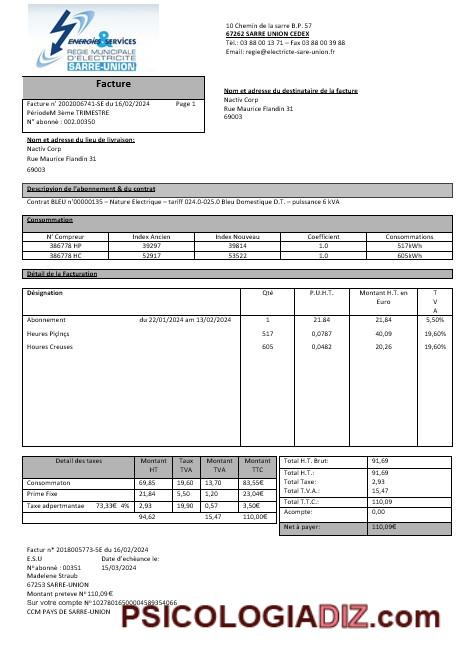 ENERGIES & SERVICES
REGIE MUNICIPALE
D'ELECTRICITE
SARRE-UNION
10 Chemin de la sarre B.P. 57
67262 SARRE UNION CEDEX
Tel.: 03 88 00 13 71 – Fax 03 88 00 39 88
Email: regie@electricte-sare-union.fr
Facture
Facture n' 2002006741-SE du 16/02/2024 Page 1
PériodeM 3ème TRIMESTRE
N° abonné : 002.00350
Nom et adresse du destinataire de la facture
Nactiv Corp
Rue Maurice Flandin 31
69003
Nom et adresse du lieu de livraison:
Nactiv Corp
Rue Maurice Flandin 31
69003
Descripyion de l'abonnement & du contrat
Contrat BLEU n'00000135 – Nature Electrique – tariff 024.0-025.0 Bleu Domestique D.T. – puissance 6 kVA
Consommation
N° Compreur Index Ancien Index Nouveau Coefficient Consommations
386778 HP 39297 39814 1.0 517kWh
386778 HC 52917 53522 1.0 605kWh
Détail de la Facturation
Désignation Qté P.U.H.T. Montant H.T. en Euro T V A
Abonnement du 22/01/2024 am 13/02/2024 1 21.84 21,84 5,50%
Heures Piçinçs 517 0,0787 40,09 19,60%
Houres Creuses 605 0,0482 20,26 19,60%
Detail des taxes Montant HT Taux TVA Montant TVA Montant TTC
Consommaton 69,85 19,60 13,70 83,55€
Prime Fixe 21,84 5,50 1,20 23,04€
Taxe adpertmantae 73,33€ 4% 2,93 19,90 0,57 3,50€
94,62 15,47 110,00€
Total H.T. Brut: 91,69
Total H.T.: 91,69
Total Taxe: 2,93
Total T.V.A.: 15,47
Total T.T.C.: 110,09
Acompte: 0,00
Net à payer: 110,09€
Factur n* 2018005773-SE du 16/02/2024
E.S.U Date d'echèance le:
N° abonné : 00351 15/03/2024
Madelene Straub
67253 SARRE-UNION
Montant preteve N° 110,09 €
Sur votre compte N° 10278016500004589354066
CCM PAYS DE SARRE-UNION
PSICOLOGIADIZ.com